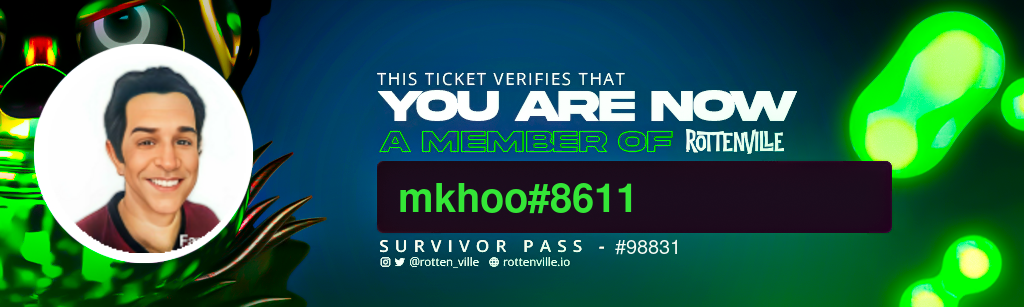 THIS TICKET VERIFIES THAT
YOU ARE NOW
A MEMBER OF ROTTENVILLE
mkhoo#8611
SURVIVOR PASS - #98831
@rotten_ville rottenville.io